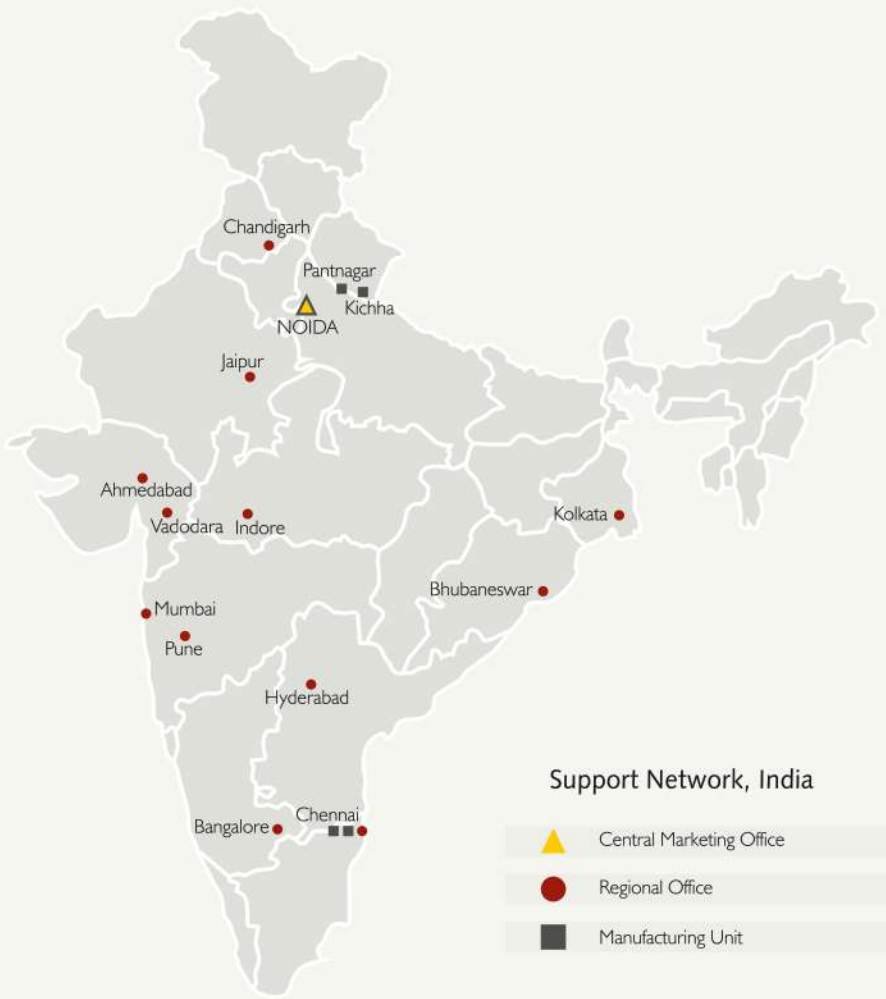 Chandigarh
Pantnagar
Kichha
NOIDA
Jaipur
Ahmedabad
Vadodara
Indore
Kolkata
Bhubaneswar
Mumbai
Pune
Hyderabad
Chennai
Bangalore
Support Network, India
Central Marketing Office
Regional Office
Manufacturing Unit